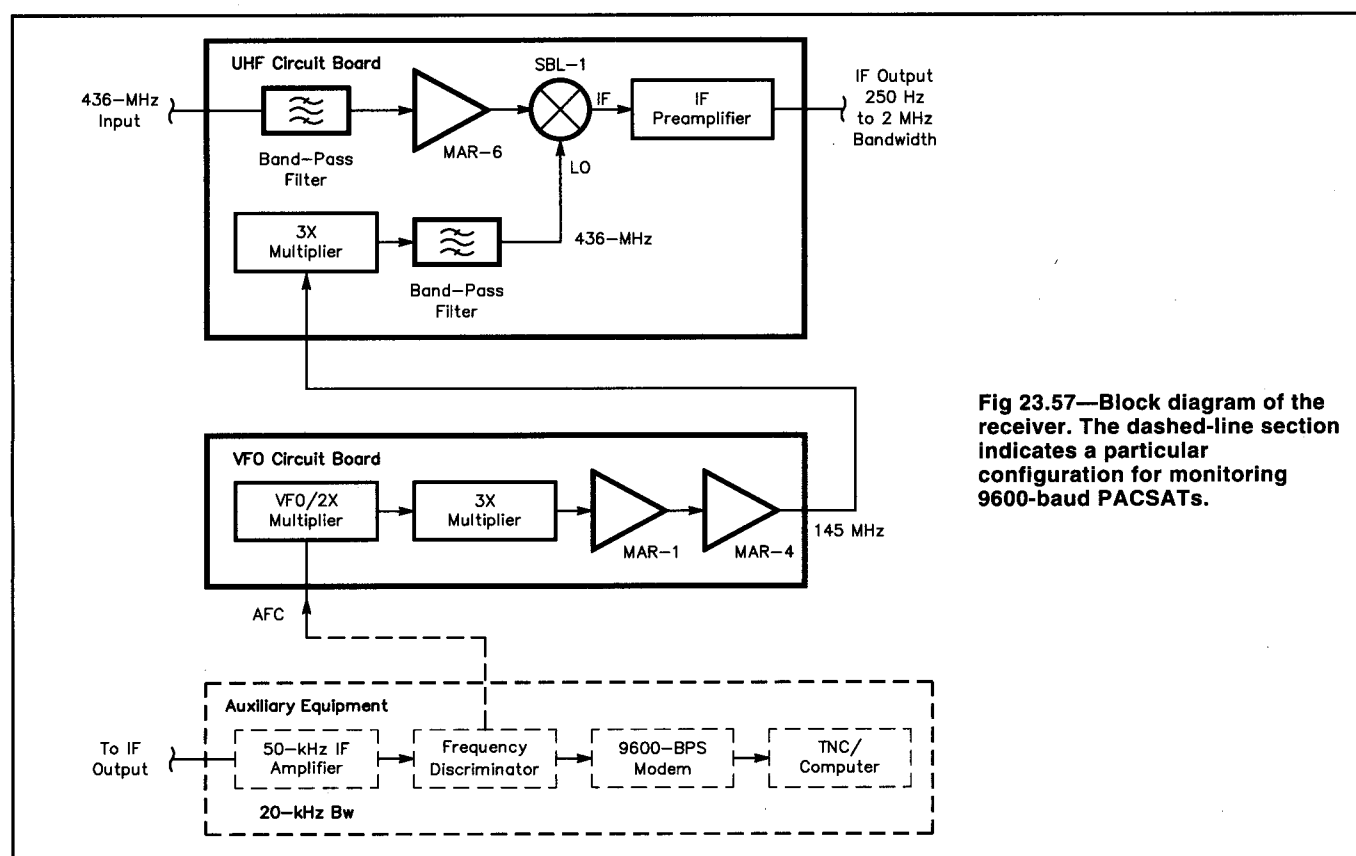 UHF Circuit Board
436–MHz
Input
Band–Pass
Filter
MAR–6
SBL–1
IF
LO
IF
Preamplifier
IF Output
250 Hz
to 2 MHz
Bandwidth
3X
Multiplier
Band–Pass
Filter
436–MHz
VFO Circuit Board
VFO/2X
Multiplier
3X
Multiplier
MAR–1
MAR–4
145 MHz
AFC
Fig 23.57—Block diagram of the
receiver. The dashed-line section
indicates a particular
configuration for monitoring
9600-baud PACSATs.
Auxiliary Equipment
To IF
Output
50–kHz IF
Amplifier
Frequency
Discriminator
9600–BPS
Modem
TNC/
Computer
20–kHz Bw